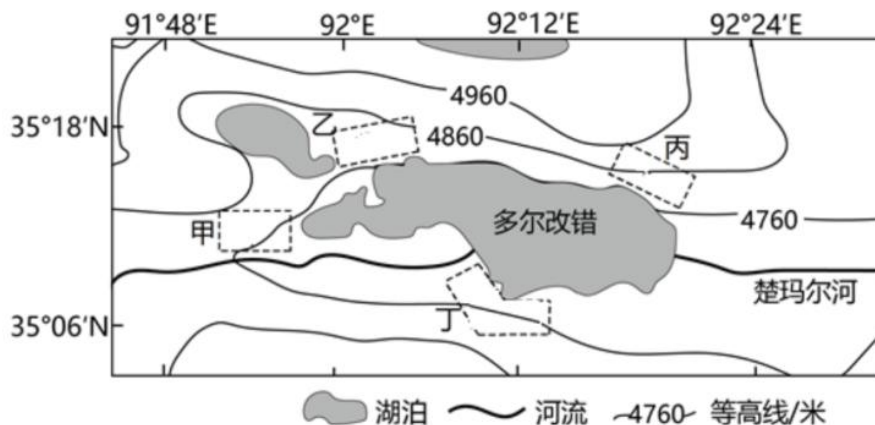 91°48′E 92°E 92°12′E 92°24′E
4960
35°18′N 乙 4860 丙
甲 多尔改错 4760
楚玛尔河
35°06′N 丁
湖泊 河流 4760 等高线/米